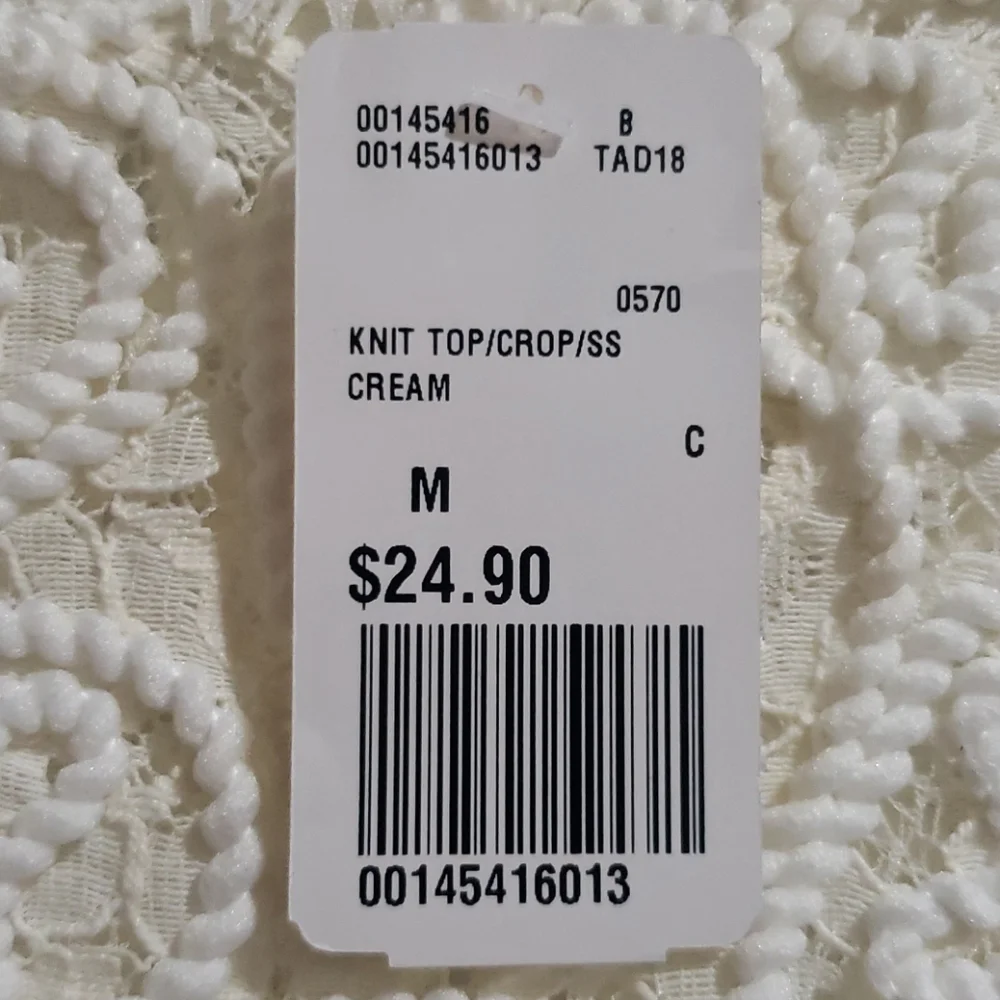 00145416 B
00145416013 TAD18
0570
KNIT TOP/CROP/SS
CREAM
C
M
$24.90
00145416013